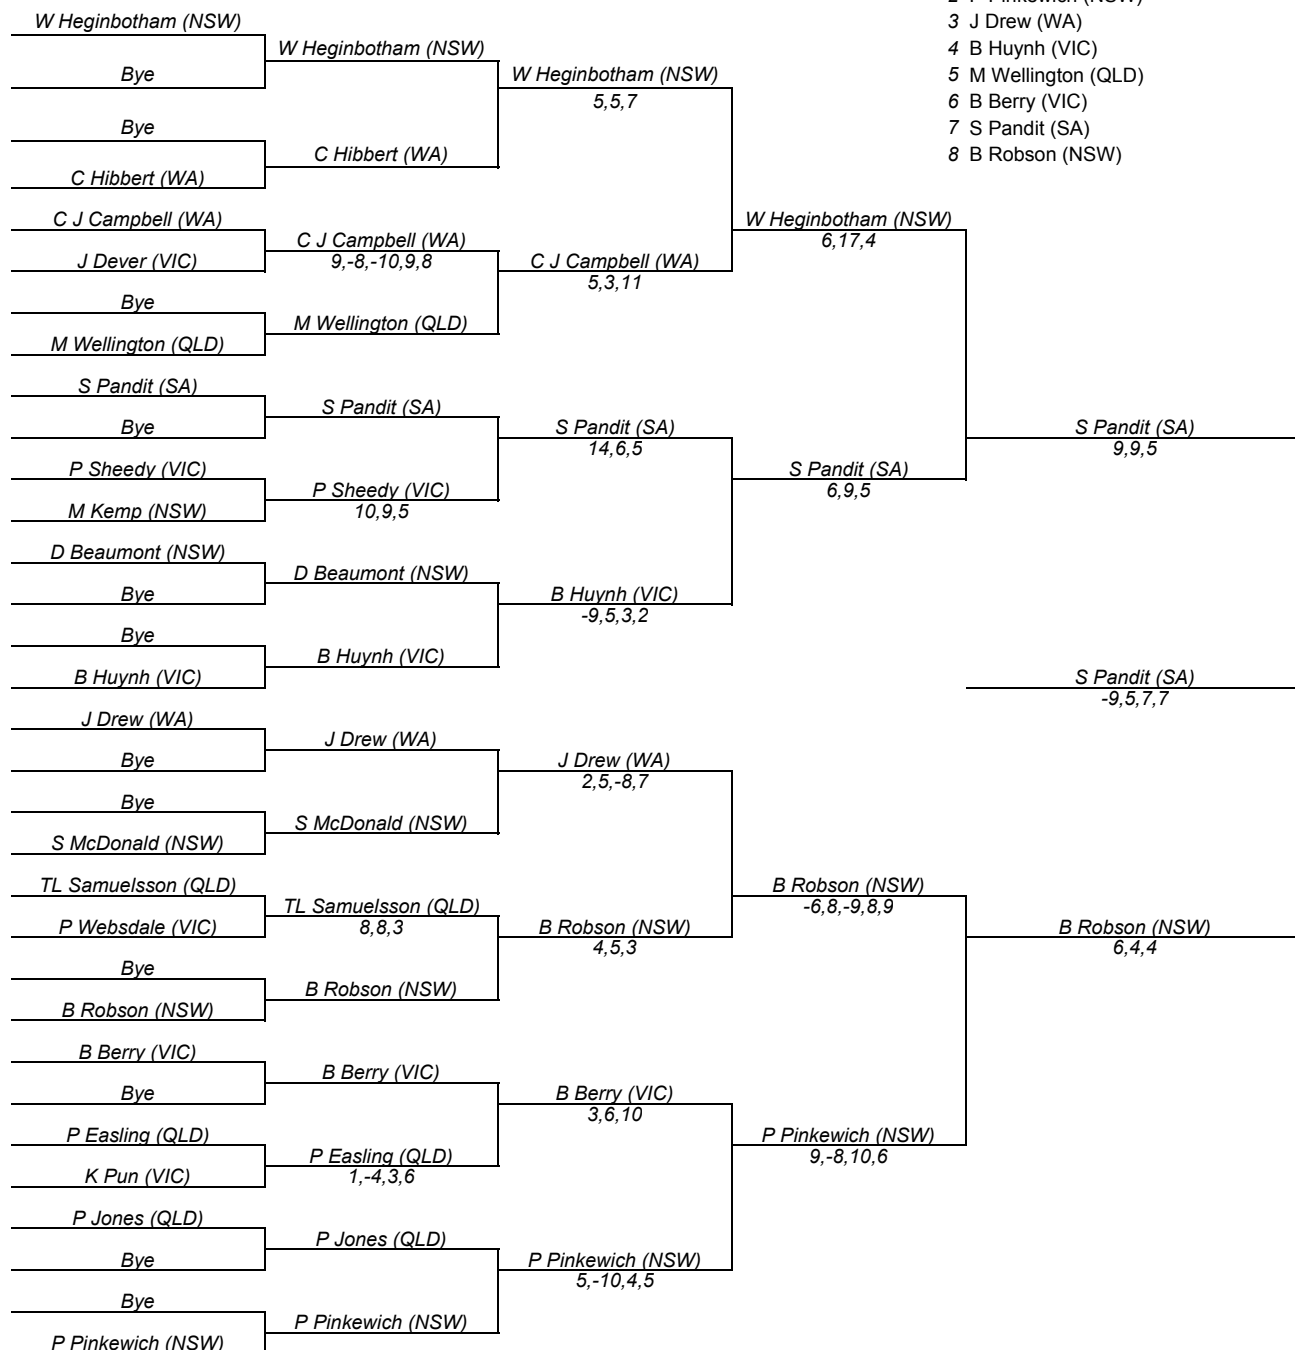 2 P Pinkewich (NSW)
3 J Drew (WA)
4 B Huynh (VIC)
5 M Wellington (QLD)
6 B Berry (VIC)
7 S Pandit (SA)
8 B Robson (NSW)
W Heginbotham (NSW)
Bye
Bye
C Hibbert (WA)
C J Campbell (WA)
J Dever (VIC)
Bye
M Wellington (QLD)
S Pandit (SA)
Bye
P Sheedy (VIC)
M Kemp (NSW)
D Beaumont (NSW)
Bye
Bye
B Huynh (VIC)
J Drew (WA)
Bye
Bye
S McDonald (NSW)
TL Samuelsson (QLD)
P Websdale (VIC)
Bye
B Robson (NSW)
B Berry (VIC)
Bye
P Easling (QLD)
K Pun (VIC)
P Jones (QLD)
Bye
Bye
P Pinkewich (NSW)
W Heginbotham (NSW)
C Hibbert (WA)
C J Campbell (WA)
9,-8,-10,9,8
M Wellington (QLD)
S Pandit (SA)
P Sheedy (VIC)
10,9,5
D Beaumont (NSW)
B Huynh (VIC)
J Drew (WA)
S McDonald (NSW)
TL Samuelsson (QLD)
8,8,3
B Robson (NSW)
B Berry (VIC)
P Easling (QLD)
1,-4,3,6
P Jones (QLD)
P Pinkewich (NSW)
W Heginbotham (NSW)
5,5,7
C J Campbell (WA)
5,3,11
S Pandit (SA)
14,6,5
B Huynh (VIC)
-9,5,3,2
J Drew (WA)
2,5,-8,7
B Robson (NSW)
4,5,3
B Berry (VIC)
3,6,10
P Pinkewich (NSW)
5,-10,4,5
W Heginbotham (NSW)
6,17,4
S Pandit (SA)
6,9,5
B Robson (NSW)
-6,8,-9,8,9
P Pinkewich (NSW)
9,-8,10,6
S Pandit (SA)
9,9,5
S Pandit (SA)
-9,5,7,7
B Robson (NSW)
6,4,4